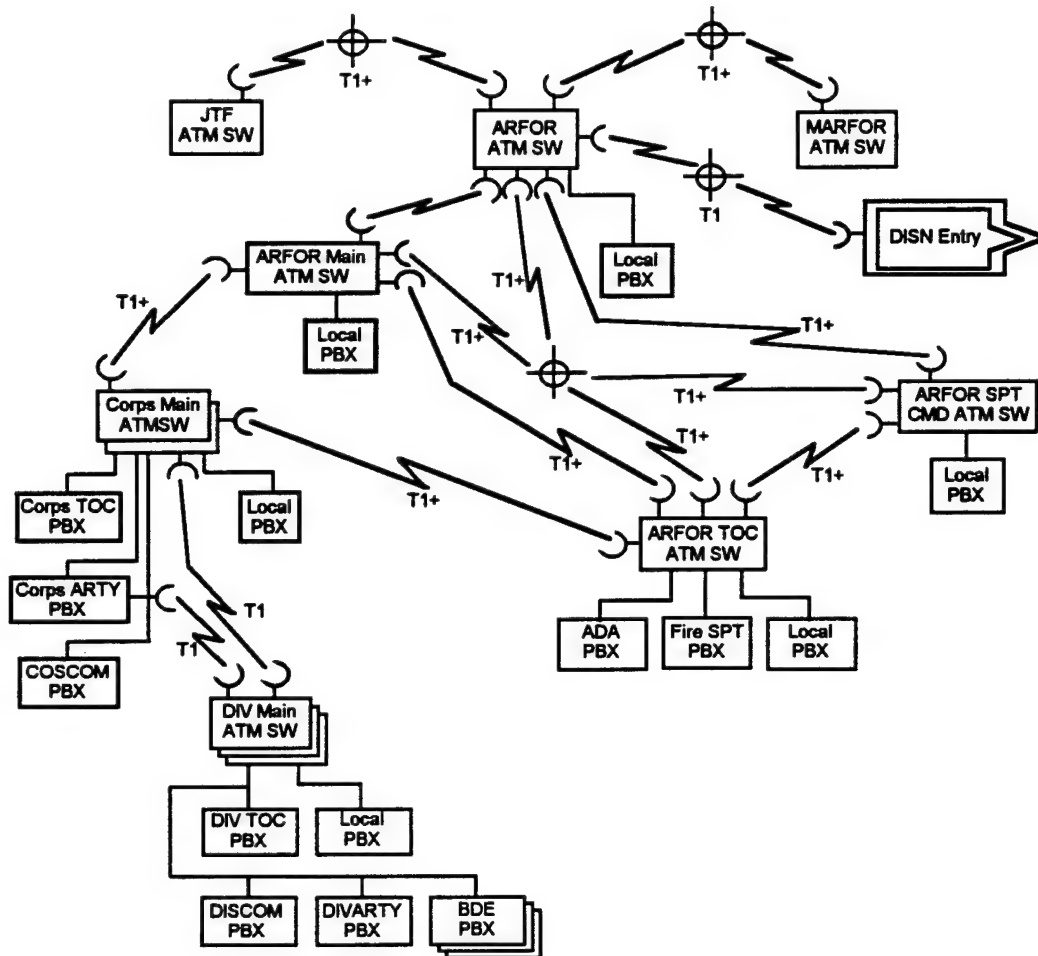 T1+
T1+
JTF
ATM SW
ARFOR
ATM SW
MARFOR
ATM SW
T1
DISN Entry
ARFOR Main
ATM SW
Local
PBX
T1+
T1+
T1+
T1+
Local
PBX
T1+
ARFOR SPT
CMD ATM SW
Corps Main
ATMSW
T1+
T1+
T1+
T1+
Local
PBX
Corps TOC
PBX
Local
PBX
ARFOR TOC
ATM SW
Corps ARTY
PBX
T1
T1
ADA
PBX
Fire SPT
PBX
Local
PBX
COSCOM
PBX
DIV Main
ATM SW
DIV TOC
PBX
Local
PBX
DISCOM
PBX
DIVARTY
PBX
BDE
PBX